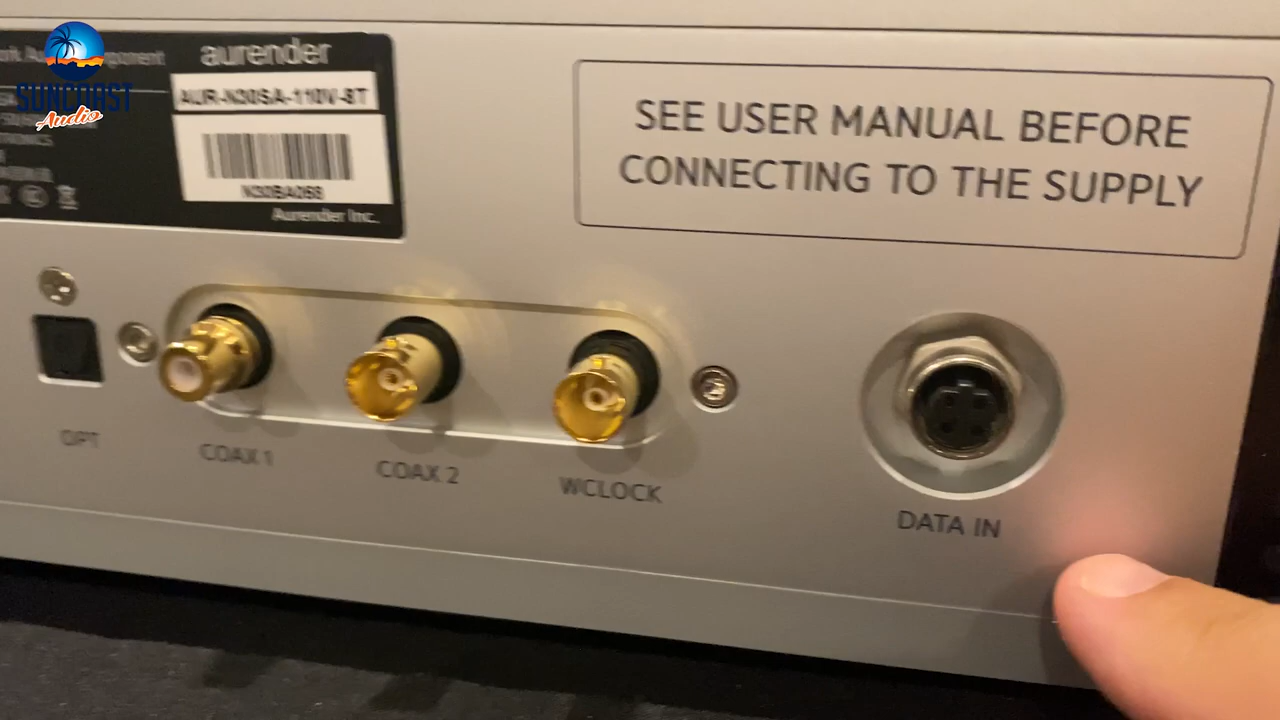 SUNCOAST
Audio
aurender
AUR-N30SA-110V-8T
N30BA068
Aurender Inc.
SEE USER MANUAL BEFORE
CONNECTING TO THE SUPPLY
OPT
COAX 1
COAX 2
WCLOCK
DATA IN